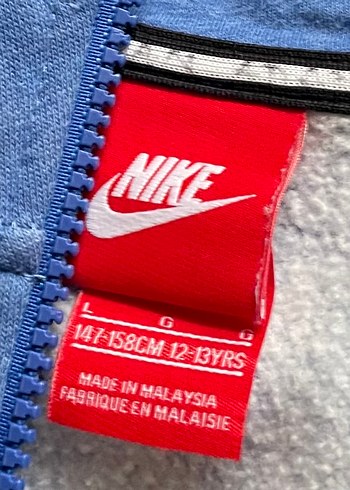 NIKE
L G G
147-158CM 12-13YRS
MADE IN MALAYSIA
FABRIQUE EN MALAISIE